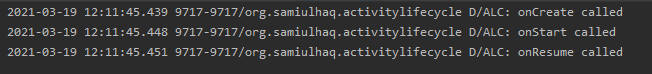 2021-03-19 12:11:45.439 9717-9717/org.samiulhaq.activitylifecycle D/ALC: onCreate called
2021-03-19 12:11:45.448 9717-9717/org.samiulhaq.activitylifecycle D/ALC: onStart called
2021-03-19 12:11:45.451 9717-9717/org.samiulhaq.activitylifecycle D/ALC: onResume called